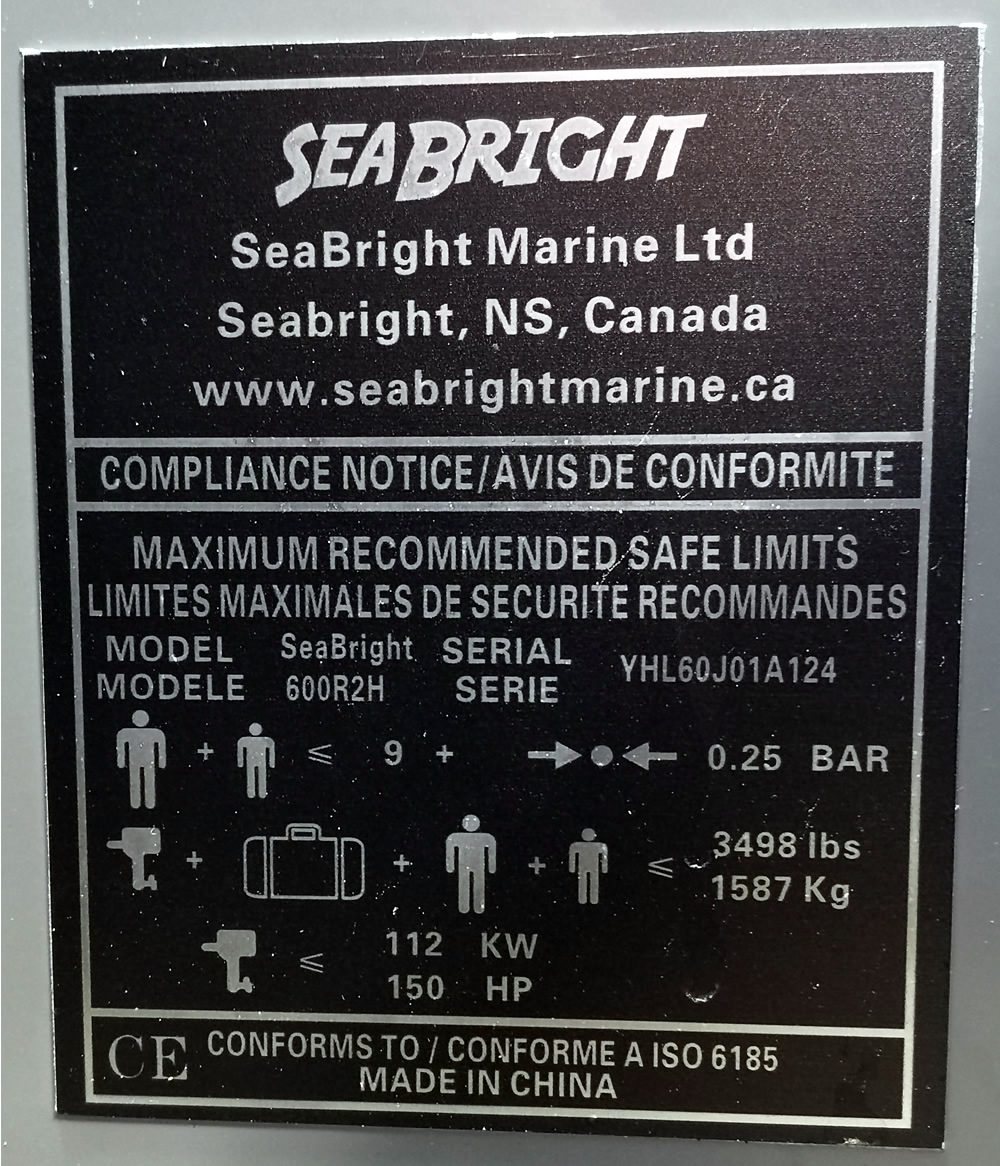 SEABRIGHT
SeaBright Marine Ltd
Seabright, NS, Canada
www.seabrightmarine.ca
COMPLIANCE NOTICE/AVIS DE CONFORMITE
MAXIMUM RECOMMENDED SAFE LIMITS
LIMITES MAXIMALES DE SECURITE RECOMMANDES
MODEL SeaBright SERIAL YHL60J01A124
MODELE 600R2H SERIE
+ ≤ 9 + 0.25 BAR
+ + + ≤ 3498 lbs
1587 Kg
≤ 112 KW
150 HP
CE CONFORMS TO / CONFORME A ISO 6185
MADE IN CHINA